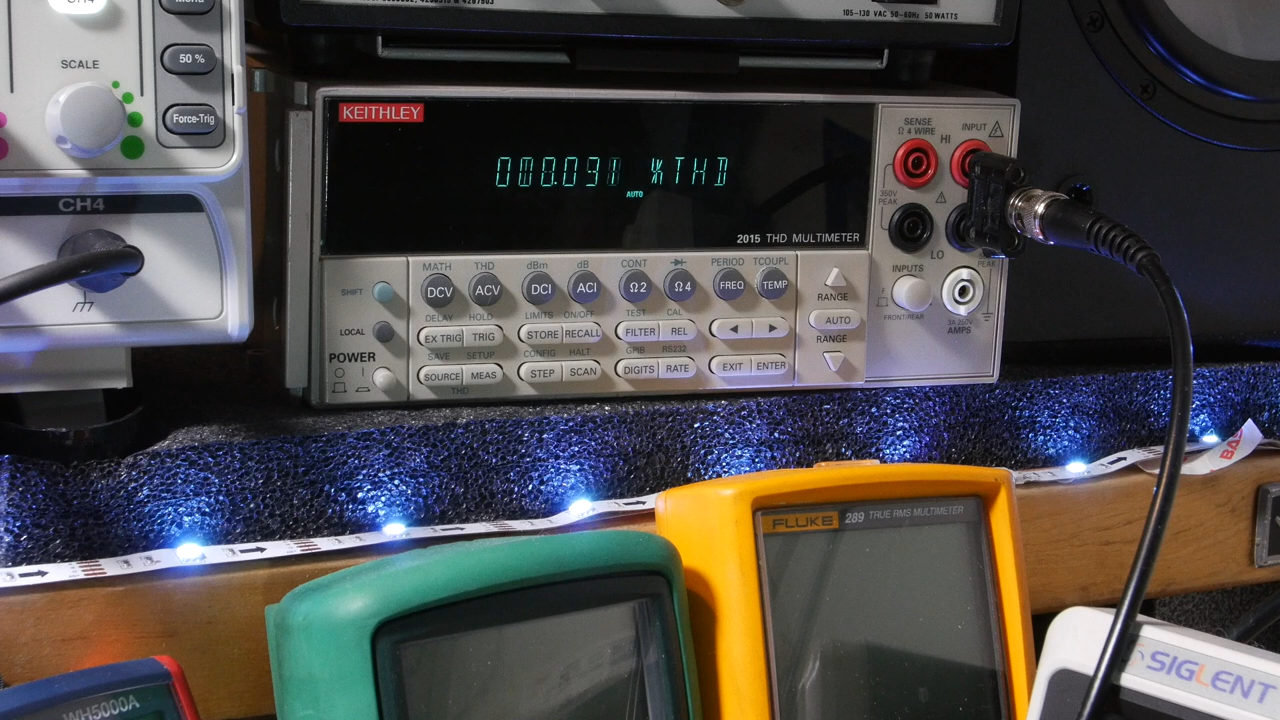 CH4
Menu
50 %
SCALE
Force-Trig
CH4
105-130 VAC 50-60Hz 50 WATTS
KEITHLEY
%THD
AUTO
2015 THD MULTIMETER
SENSE
Ω 4 WIRE
INPUT
HI
350V
PEAK
LO
PEAK
INPUTS
FRONT/REAR
3A 250V
AMPS
MATH THD dBm dB CONT PERIOD TCOUPL
SHIFT DCV ACV DCI ACI Ω2 Ω4 FREQ TEMP
DELAY HOLD LIMITS ON/OFF TEST CAL
LOCAL EX TRIG TRIG STORE RECALL FILTER REL
SAVE SETUP CONFIG HALT GPIB RS232
POWER SOURCE MEAS STEP SCAN DIGITS RATE EXIT ENTER
THD
RANGE
AUTO
RANGE
FLUKE 289 TRUE RMS MULTIMETER
WH5000A
SIGLENT